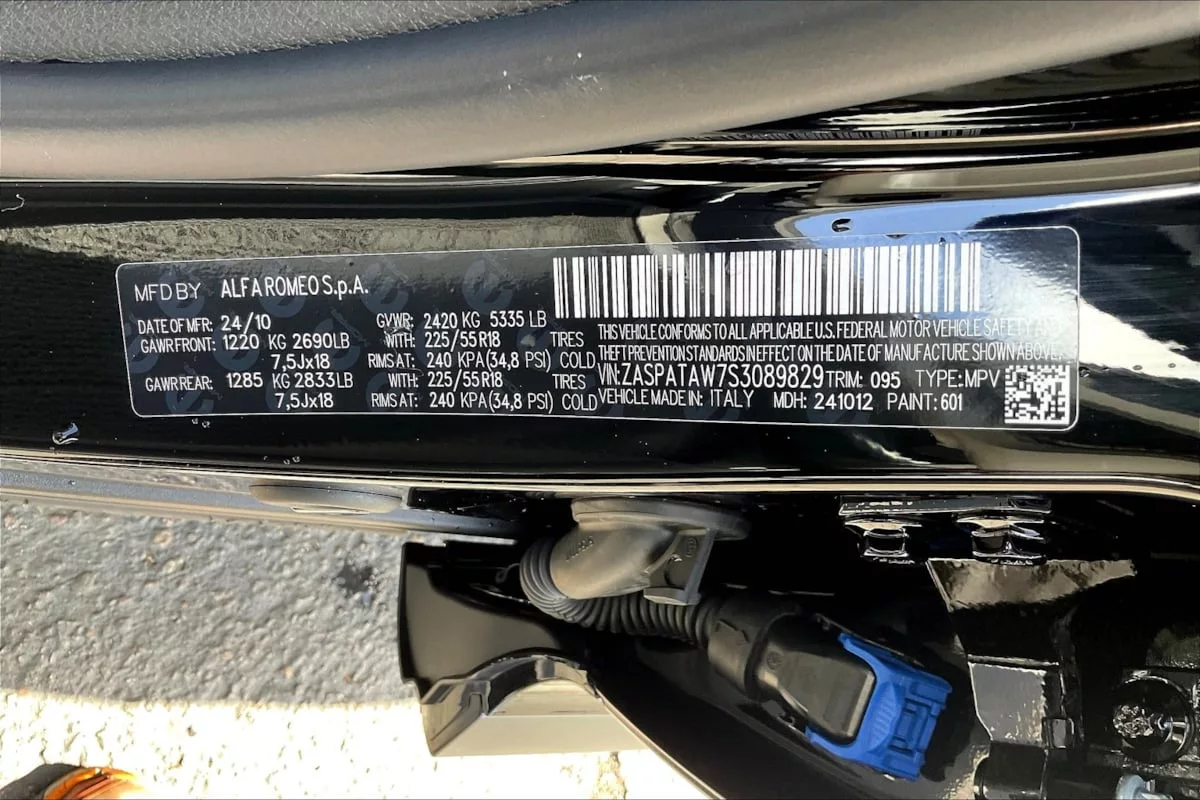 MFD BY ALFA ROMEO S.p.A.
DATE OF MFR: 24/10 GVWR: 2420 KG 5335 LB
GAWR FRONT: 1220 KG 2690LB WITH: 225/55R18 TIRES
7,5Jx18 RIMS AT: 240 KPA(34,8 PSI) COLD
GAWR REAR: 1285 KG 2833LB WITH: 225/55R18 TIRES
7,5Jx18 RIMS AT: 240 KPA(34,8 PSI) COLD
THIS VEHICLE CONFORMS TO ALL APPLICABLE U.S. FEDERAL MOTOR VEHICLE SAFETY AND
THEFT PREVENTION STANDARDS IN EFFECT ON THE DATE OF MANUFACTURE SHOWN ABOVE
VIN: ZASPATAW7S3089829 TRIM: 095 TYPE: MPV
VEHICLE MADE IN: ITALY MDH: 241012 PAINT: 601